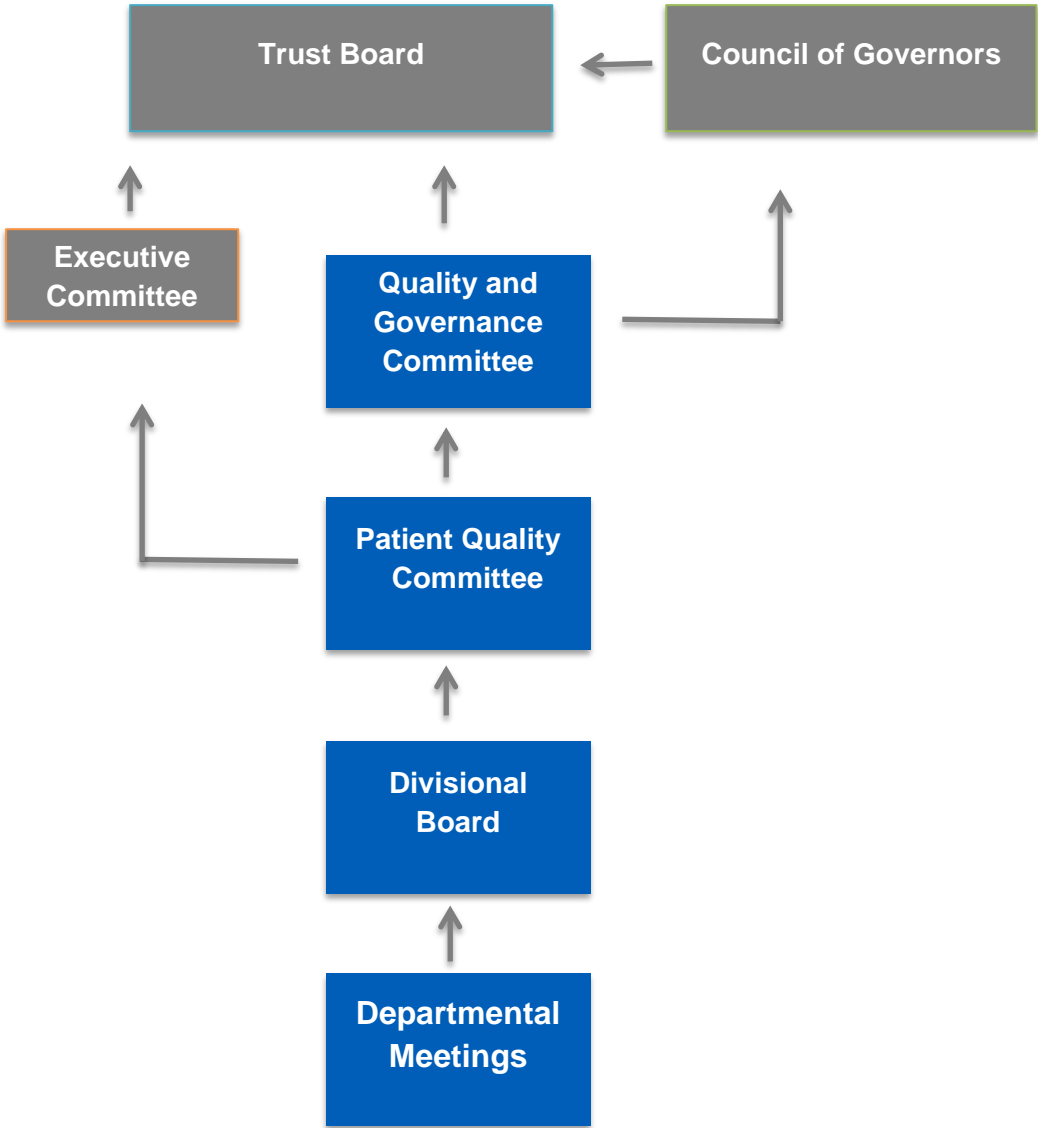 Trust Board
Council of Governors
Executive
Committee
Quality and
Governance
Committee
Patient Quality
Committee
Divisional
Board
Departmental
Meetings